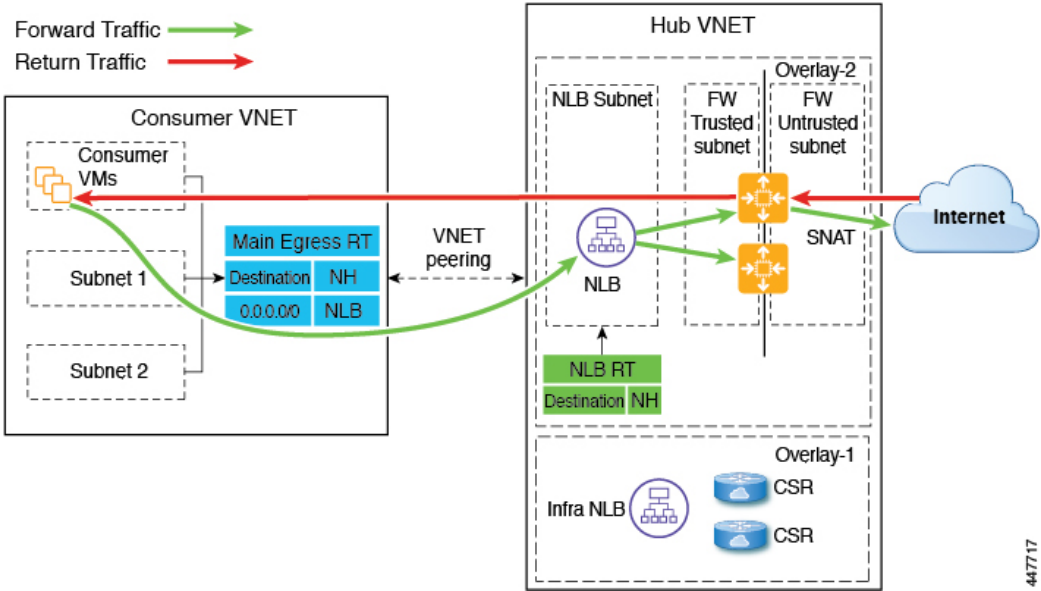 Forward Traffic
Return Traffic
Consumer VNET
Consumer
VMs
Subnet 1
Subnet 2
Main Egress RT
Destination NH
0.0.0.0/0 NLB
VNET
peering
Hub VNET
Overlay-2
NLB Subnet
FW
Trusted
subnet
FW
Untrusted
subnet
NLB
SNAT
Internet
NLB RT
Destination NH
Overlay-1
Infra NLB
CSR
CSR
447717